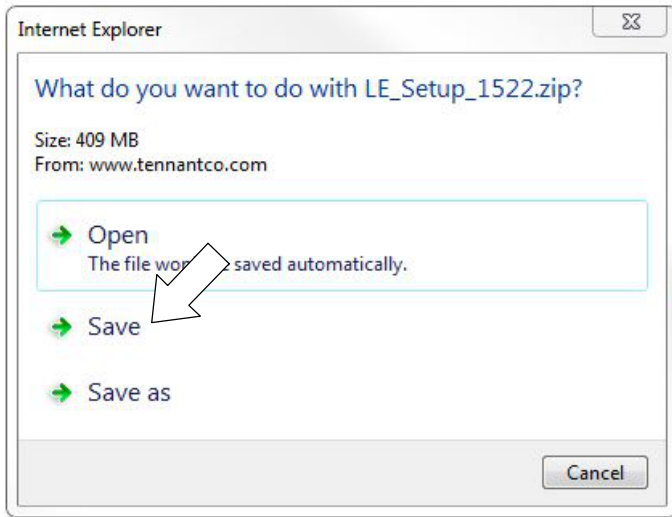 Internet Explorer
What do you want to do with LE_Setup_1522.zip?
Size: 409 MB
From: www.tennantco.com
Open
The file saved automatically.
Save
Save as
Cancel